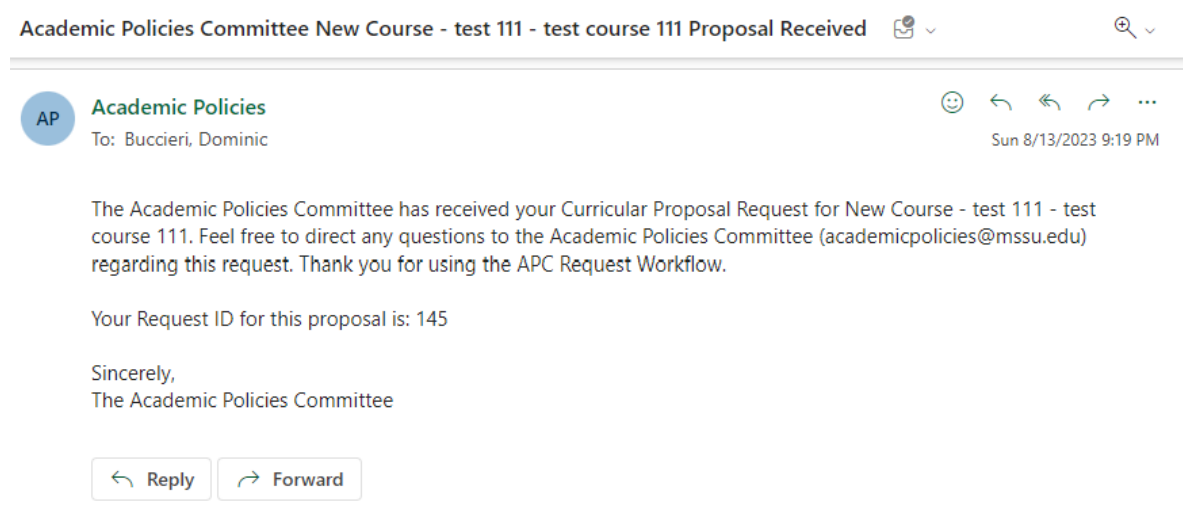 Academic Policies Committee New Course - test 111 - test course 111 Proposal Received
AP
Academic Policies
To: Buccieri, Dominic
Sun 8/13/2023 9:19 PM
The Academic Policies Committee has received your Curricular Proposal Request for New Course - test 111 - test
course 111. Feel free to direct any questions to the Academic Policies Committee (academicpolicies@mssu.edu)
regarding this request. Thank you for using the APC Request Workflow.
Your Request ID for this proposal is: 145
Sincerely,
The Academic Policies Committee
Reply
Forward